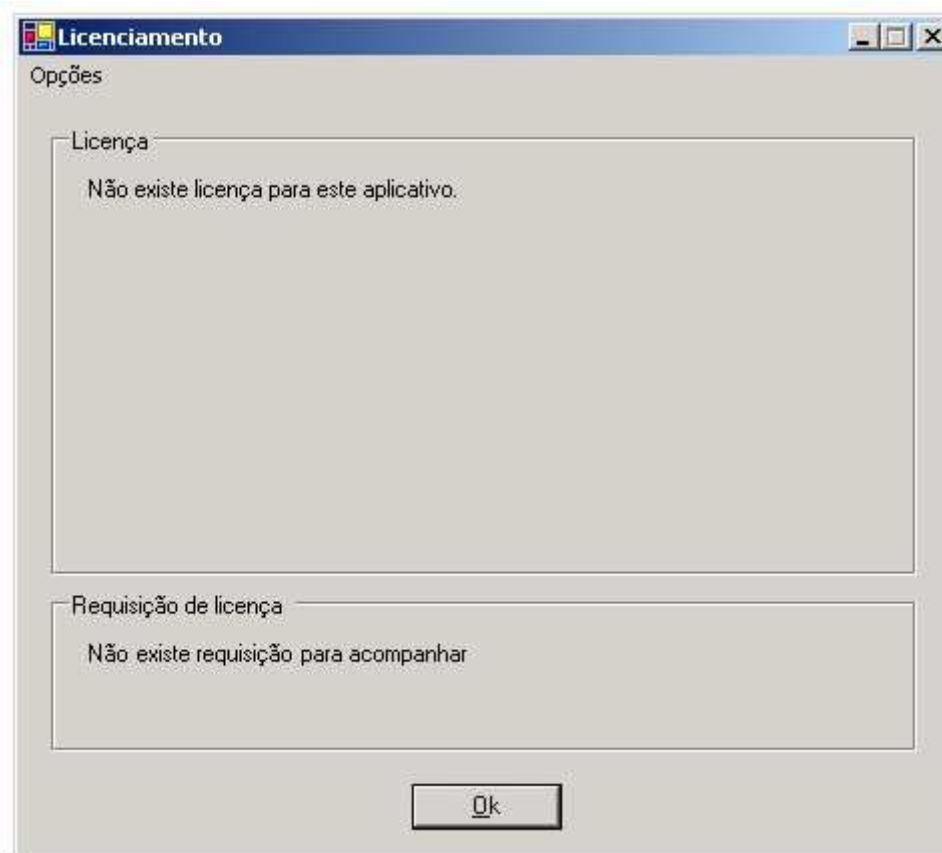 Licenciamento
Opções
Licença
Não existe licença para este aplicativo.
Requisição de licença
Não existe requisição para acompanhar
Ok